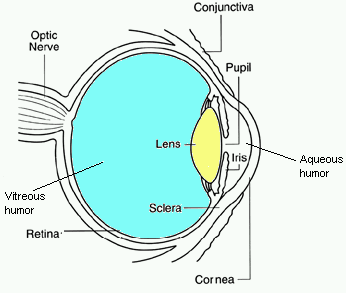 Conjunctiva
Optic
Nerve
Pupil
Lens
Iris
Aqueous
humor
Vitreous
humor
Sclera
Retina
Cornea